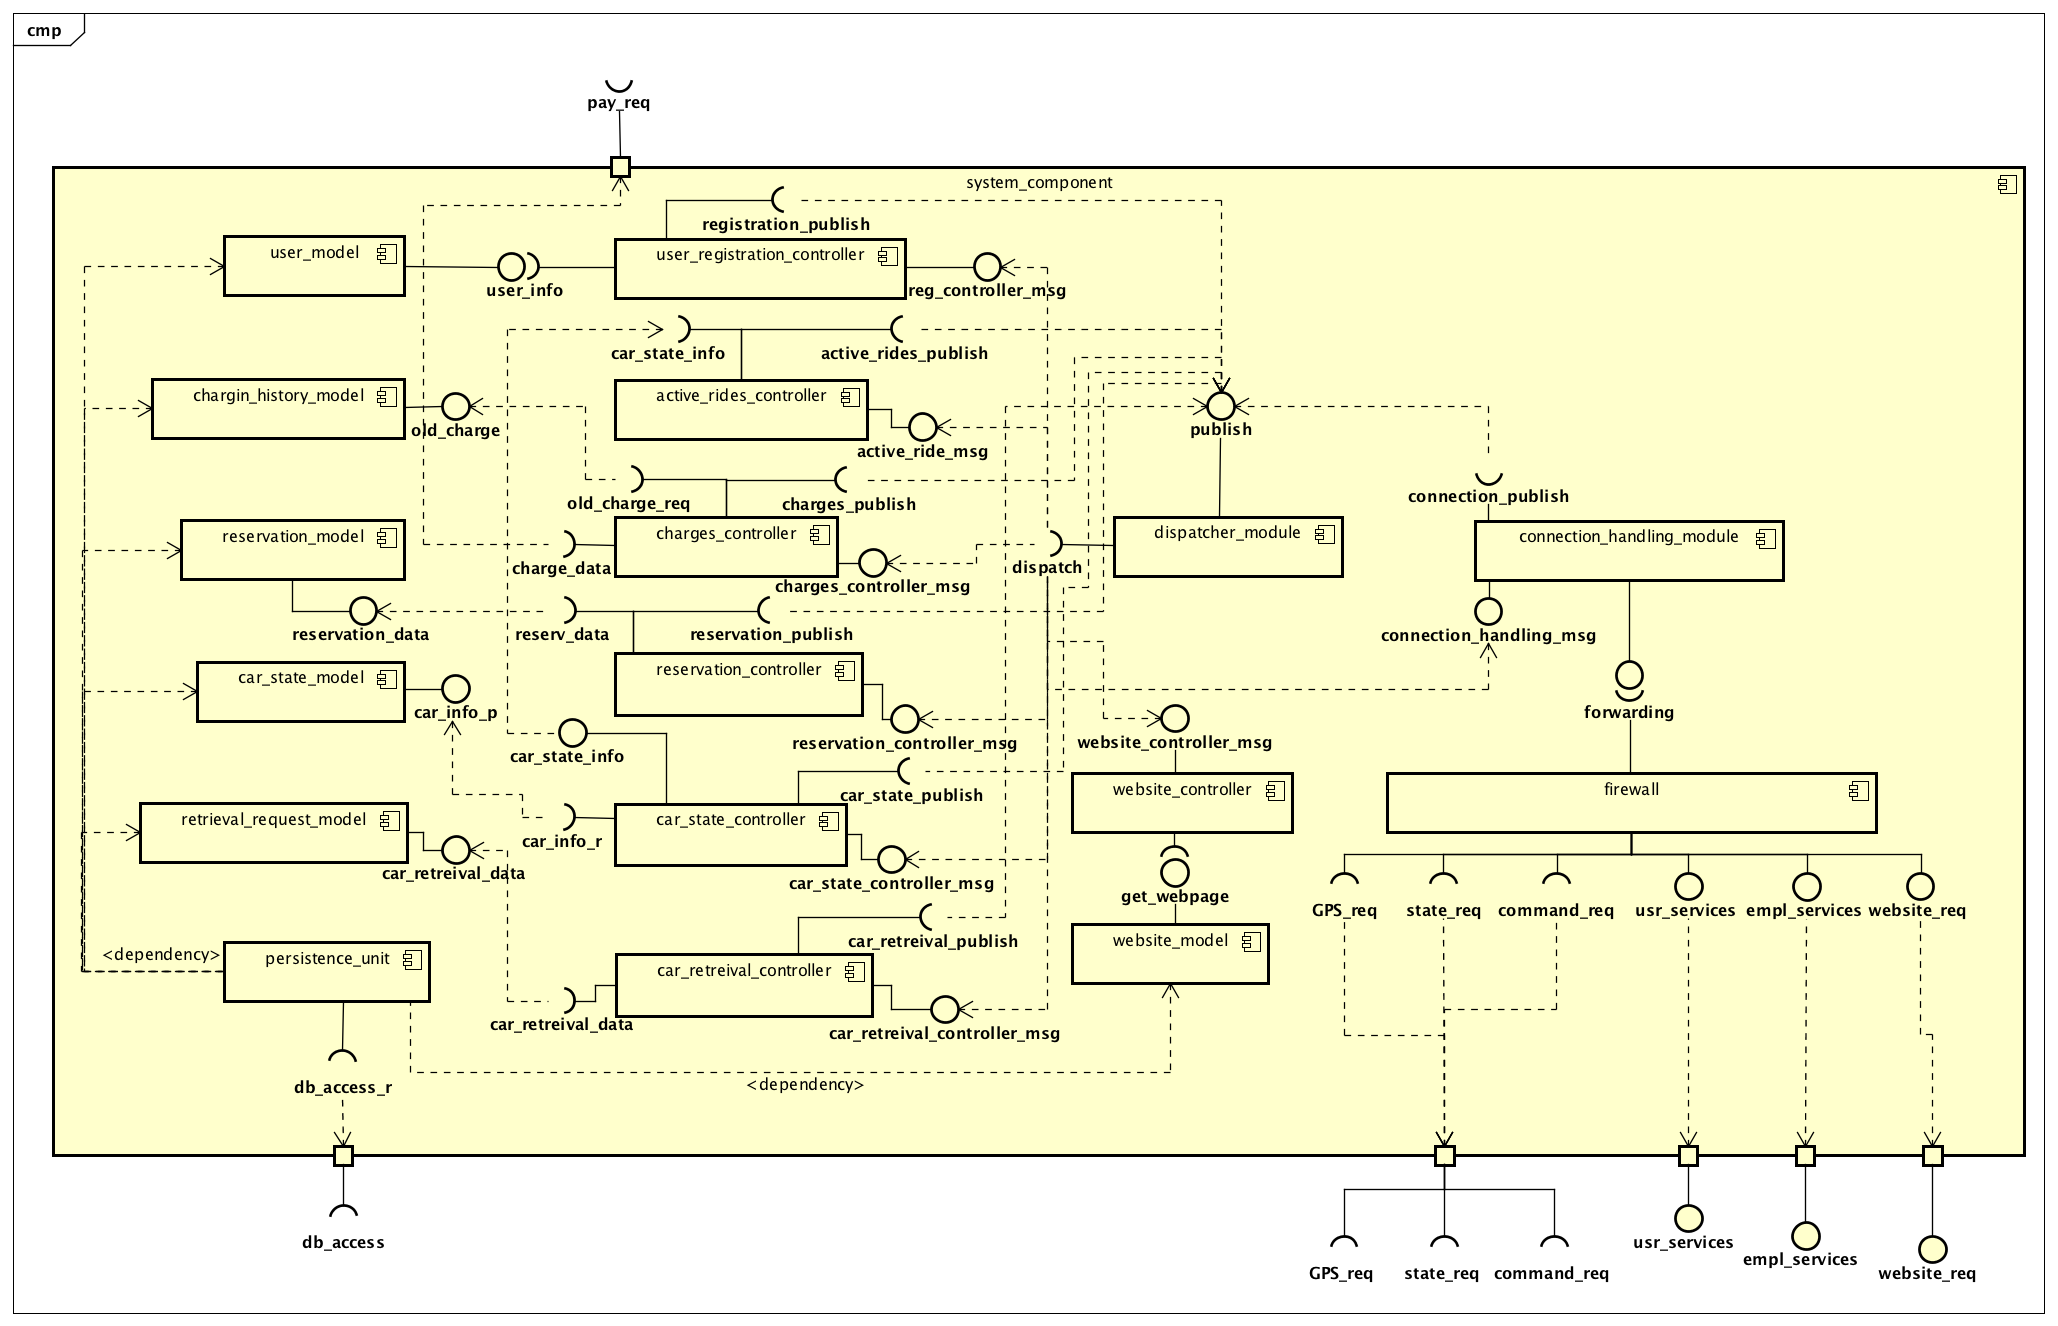 cmp
pay_req
system_component
registration_publish
user_model
user_registration_controller
user_info
reg_controller_msg
car_state_info
active_rides_publish
chargin_history_model
active_rides_controller
old_charge
publish
active_ride_msg
old_charge_req
charges_publish
connection_publish
reservation_model
charges_controller
dispatcher_module
connection_handling_module
charge_data
charges_controller_msg
dispatch
reservation_data
reserv_data
reservation_publish
connection_handling_msg
car_state_model
reservation_controller
car_info_p
forwarding
reservation_controller_msg
website_controller_msg
car_state_info
car_state_publish
website_controller
firewall
retrieval_request_model
car_state_controller
car_info_r
car_retreival_data
car_state_controller_msg
get_webpage
GPS_req
state_req
command_req
usr_services
empl_services
website_req
car_retreival_publish
website_model
<dependency>
persistence_unit
car_retreival_controller
car_retreival_data
car_retreival_controller_msg
db_access_r
<dependency>
db_access
GPS_req
state_req
command_req
usr_services
empl_services
website_req